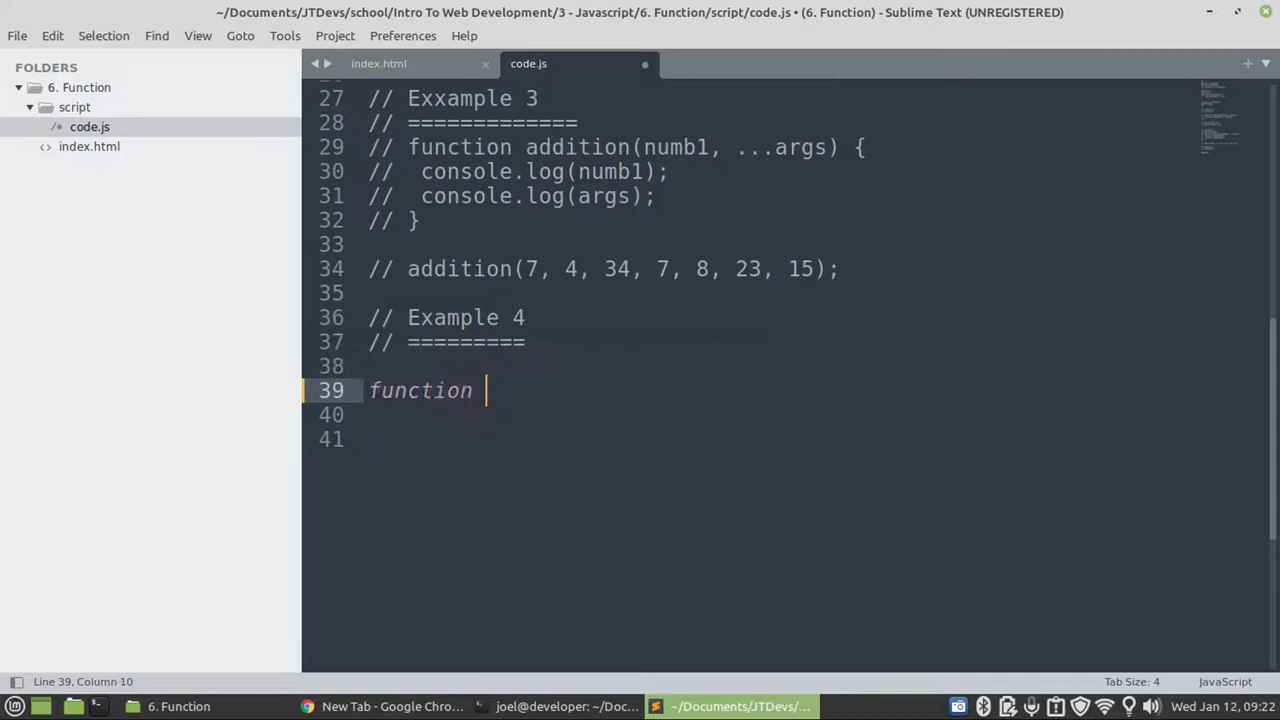 ~/Documents/JTDevs/school/Intro To Web Development/3 - Javascript/6. Function/script/code.js • (6. Function) - Sublime Text (UNREGISTERED)
File Edit Selection Find View Goto Tools Project Preferences Help
FOLDERS
6. Function
script
/* code.js
<> index.html
index.html × code.js
27 // Exxample 3
28 // =============
29 // function addition(numb1, ...args) {
30 //  console.log(numb1);
31 //  console.log(args);
32 // }
33
34 // addition(7, 4, 34, 7, 8, 23, 15);
35
36 // Example 4
37 // =========
38
39 function
40
41
Line 39, Column 10 Tab Size: 4 JavaScript
6. Function New Tab - Google Chro... joel@developer: ~/Doc... ~/Documents/JTDevs/... Wed Jan 12, 09:22